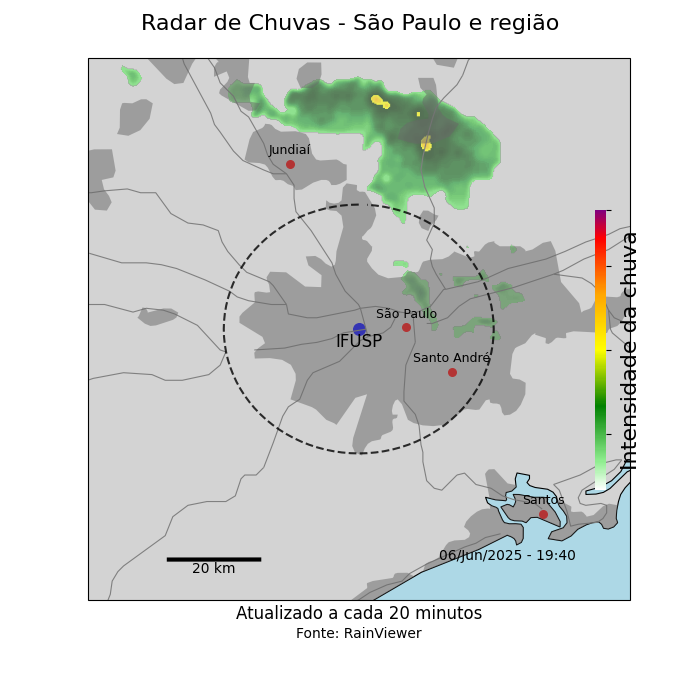 Radar de Chuvas - São Paulo e região
Jundiaí
São Paulo
IFUSP
Santo André
Intensidade da chuva
Santos
06/Jun/2025 - 19:40
20 km
Atualizado a cada 20 minutos
Fonte: RainViewer